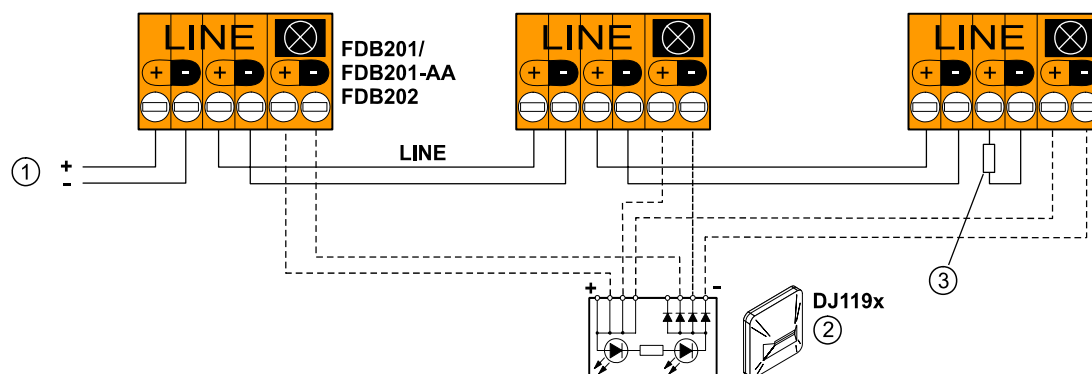 LINE
+ - + - + -
FDB201/
FDB201-AA
FDB202
LINE
+ - + - + -
LINE
+ - + - + -
1
+
-
LINE
3
+ -
DJ119x
2